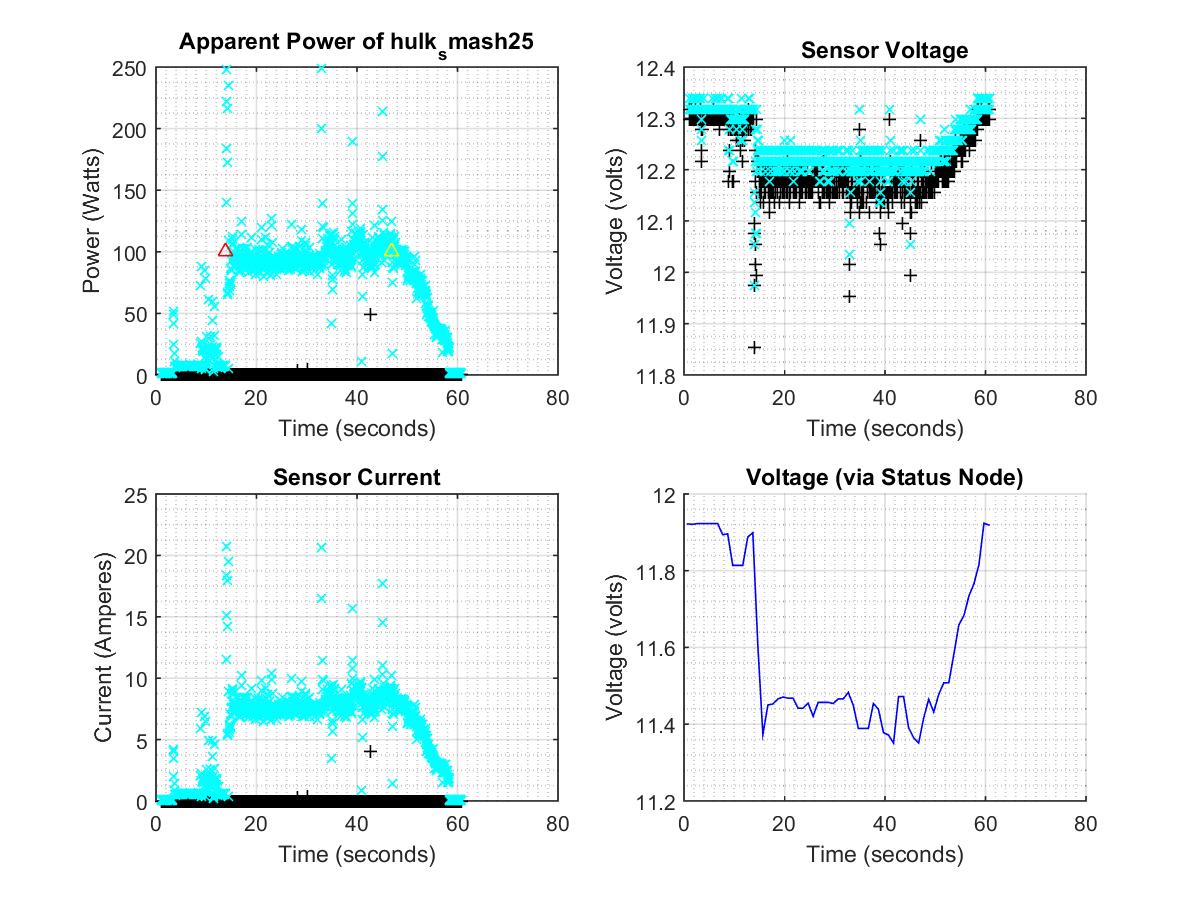 Apparent Power of hulk_smash25
250
200
150
100
50
0
Power (Watts)
0 20 40 60 80
Time (seconds)
Sensor Voltage
12.4
12.3
12.2
12.1
12
11.9
11.8
Voltage (volts)
0 20 40 60 80
Time (seconds)
Sensor Current
25
20
15
10
5
0
Current (Amperes)
0 20 40 60 80
Time (seconds)
Voltage (via Status Node)
12
11.8
11.6
11.4
11.2
Voltage (volts)
0 20 40 60 80
Time (seconds)